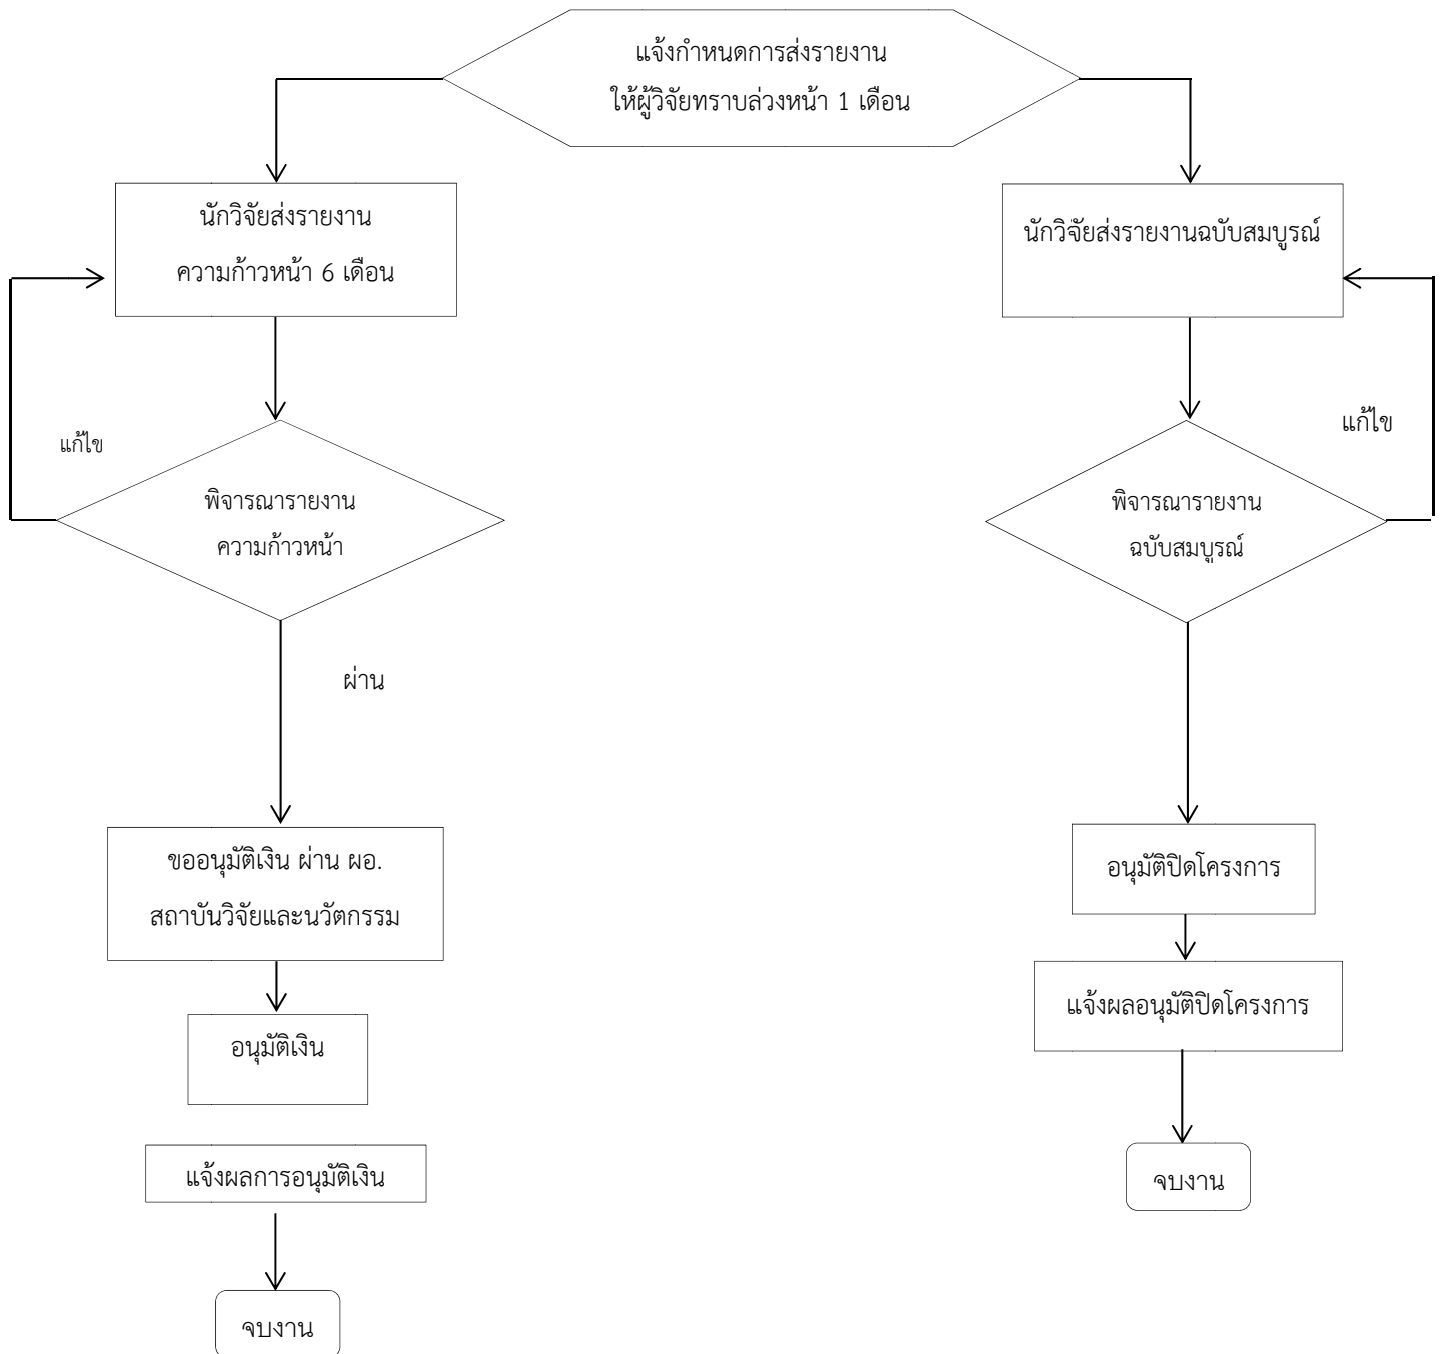 แจ้งกำหนดการส่งรายงาน
ให้ผู้วิจัยทราบล่วงหน้า 1 เดือน
นักวิจัยส่งรายงาน
ความก้าวหน้า 6 เดือน
แก้ไข
พิจารณารายงาน
ความก้าวหน้า
ผ่าน
ขออนุมัติเงิน ผ่าน ผอ.
สถาบันวิจัยและนวัตกรรม
อนุมัติเงิน
แจ้งผลการอนุมัติเงิน
จบงาน
นักวิจัยส่งรายงานฉบับสมบูรณ์
แก้ไข
พิจารณารายงาน
ฉบับสมบูรณ์
อนุมัติปิดโครงการ
แจ้งผลอนุมัติปิดโครงการ
จบงาน